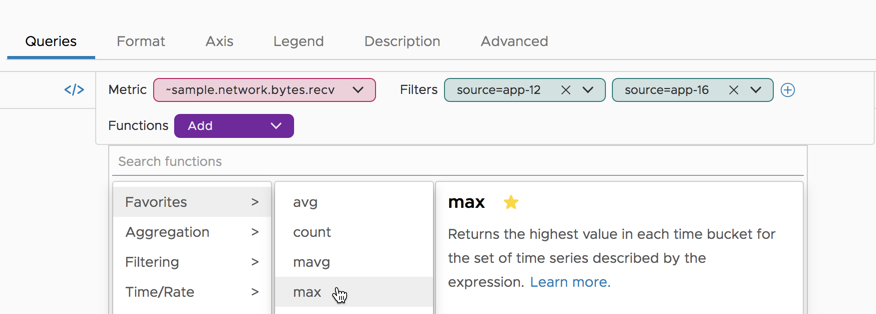 Queries Format Axis Legend Description Advanced
</> Metric ~sample.network.bytes.recv Filters source=app-12 source=app-16
Functions Add
Search functions
Favorites > avg max
Aggregation > count Returns the highest value in each time bucket for
Filtering > mavg the set of time series described by the
Time/Rate > max expression. Learn more.